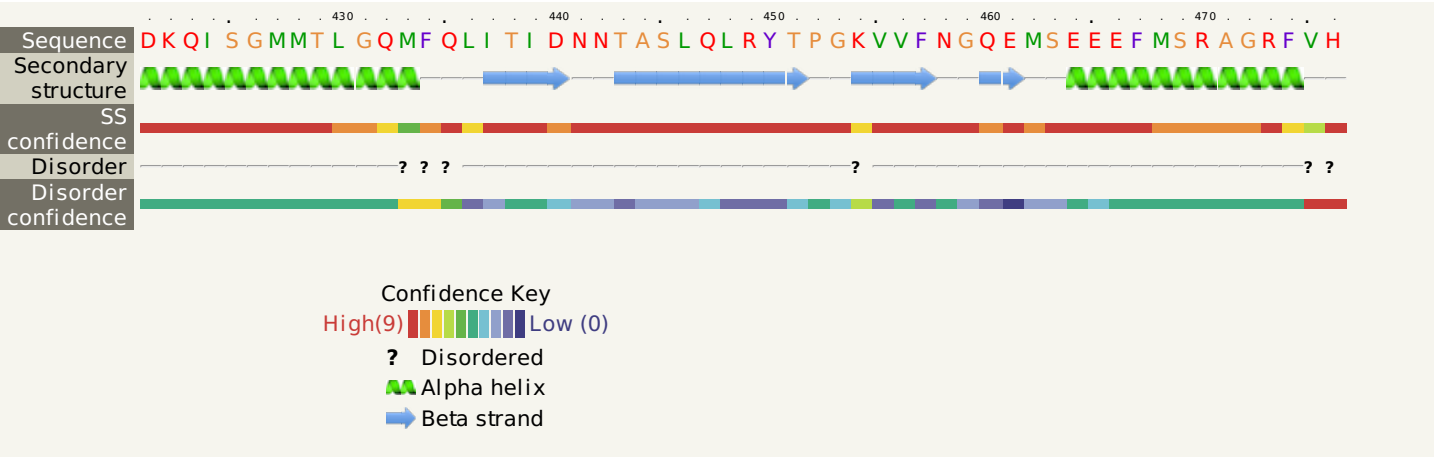 430 440 450 460 470
Sequence D K Q I S G M M T L G Q M F Q L I T I D N N T A S L Q L R Y T P G K V V F N G Q E M S E E E F M S R A G R F V H
Secondary
structure
SS
confidence
Disorder ? ? ? ? ? ?
Disorder
confidence
Confidence Key
High(9) Low (0)
? Disordered
Alpha helix
Beta strand